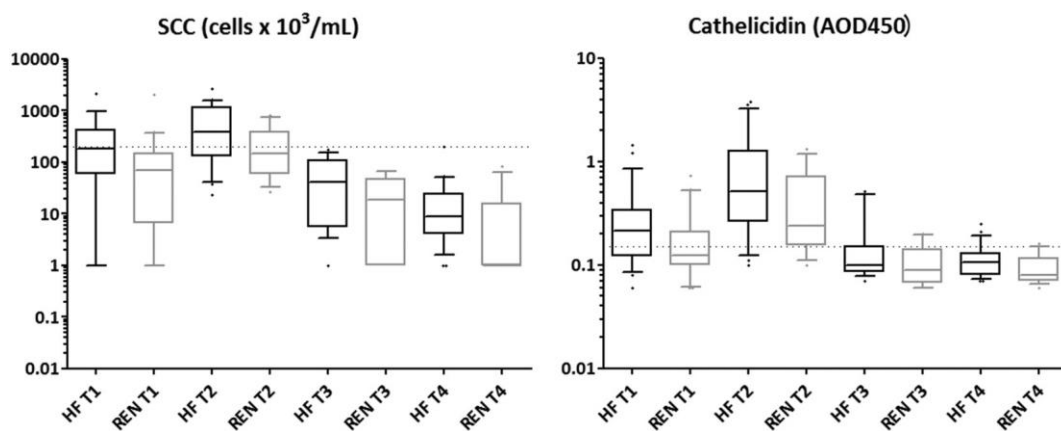 SCC (cells x 10³/mL)
10000
1000
100
10
1
0.1
0.01
HF T1
REN T1
HF T2
REN T2
HF T3
REN T3
HF T4
REN T4
Cathelicidin (AOD450)
10
1
0.1
0.01
HF T1
REN T1
HF T2
REN T2
HF T3
REN T3
HF T4
REN T4